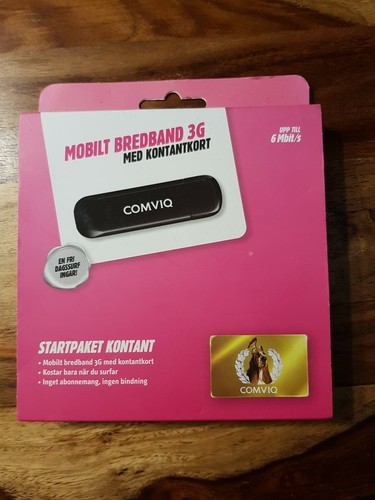 MOBILT BREDBAND 3G
MED KONTANTKORT
UPP TILL
6 Mbit/s
COMVIQ
EN FRI
DAGSSURF
INGÅR!
STARTPAKET KONTANT
• Mobilt bredband 3G med kontantkort
• Kostar bara när du surfar
• Inget abonnemang, ingen bindning
COMVIQ